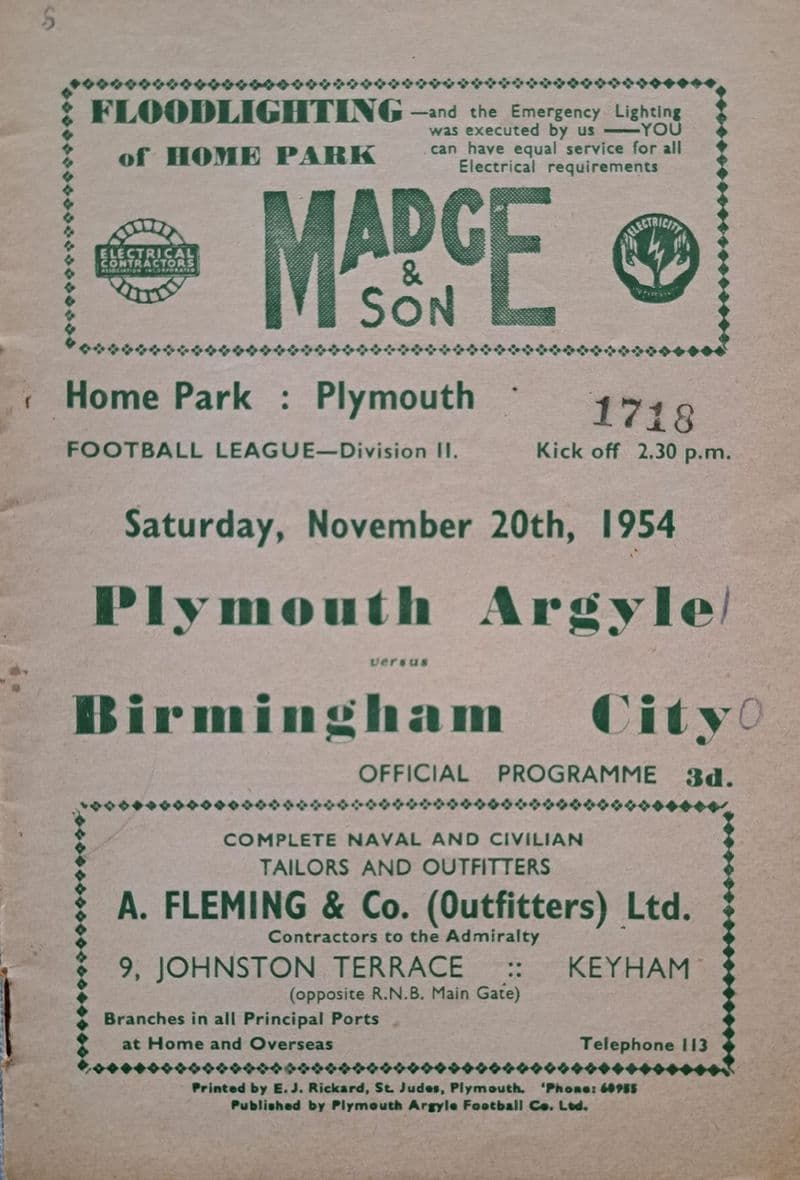 5
FLOODLIGHTING —and the Emergency Lighting
was executed by us —YOU
of HOME PARK can have equal service for all
Electrical requirements
MADGE
&
SON
ELECTRICAL
CONTRACTORS
ASSOCIATION INCORPORATED
ELECTRICITY
Home Park : Plymouth 1718
FOOTBALL LEAGUE—Division II. Kick off 2.30 p.m.
Saturday, November 20th, 1954
Plymouth Argyle 1
versus
Birmingham City 0
OFFICIAL PROGRAMME 3d.
COMPLETE NAVAL AND CIVILIAN
TAILORS AND OUTFITTERS
A. FLEMING & Co. (Outfitters) Ltd.
Contractors to the Admiralty
9, JOHNSTON TERRACE :: KEYHAM
(opposite R.N.B. Main Gate)
Branches in all Principal Ports
at Home and Overseas Telephone 113
Printed by E. J. Rickard, St. Judes, Plymouth. 'Phone: 60985
Published by Plymouth Argyle Football Co. Ltd.